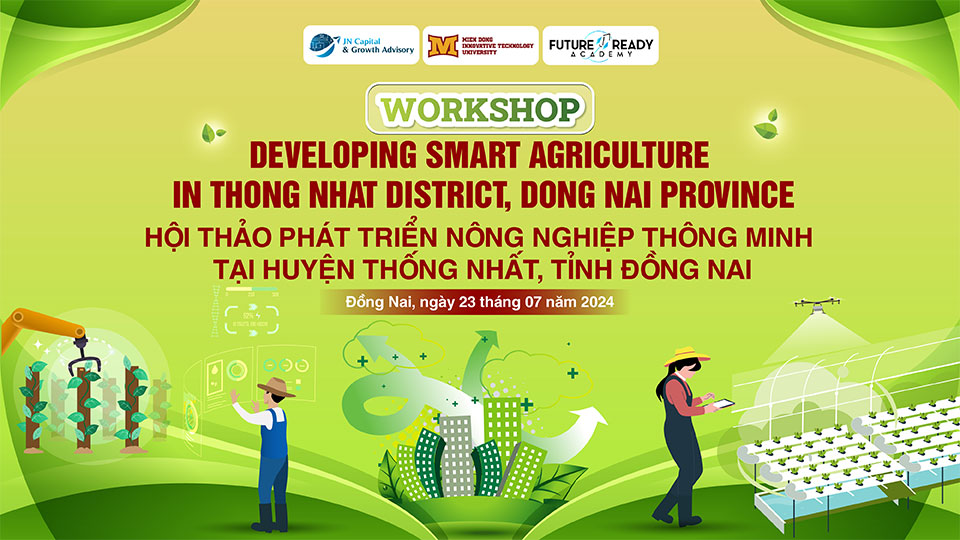 JN Capital
& Growth Advisory
MIEN DONG
INNOVATIVE TECHNOLOGY
UNIVERSITY
FUTURE READY
ACADEMY
WORKSHOP
DEVELOPING SMART AGRICULTURE
IN THONG NHAT DISTRICT, DONG NAI PROVINCE
HỘI THẢO PHÁT TRIỂN NÔNG NGHIỆP THÔNG MINH
TẠI HUYỆN THỐNG NHẤT, TỈNH ĐỒNG NAI
Đồng Nai, ngày 23 tháng 07 năm 2024